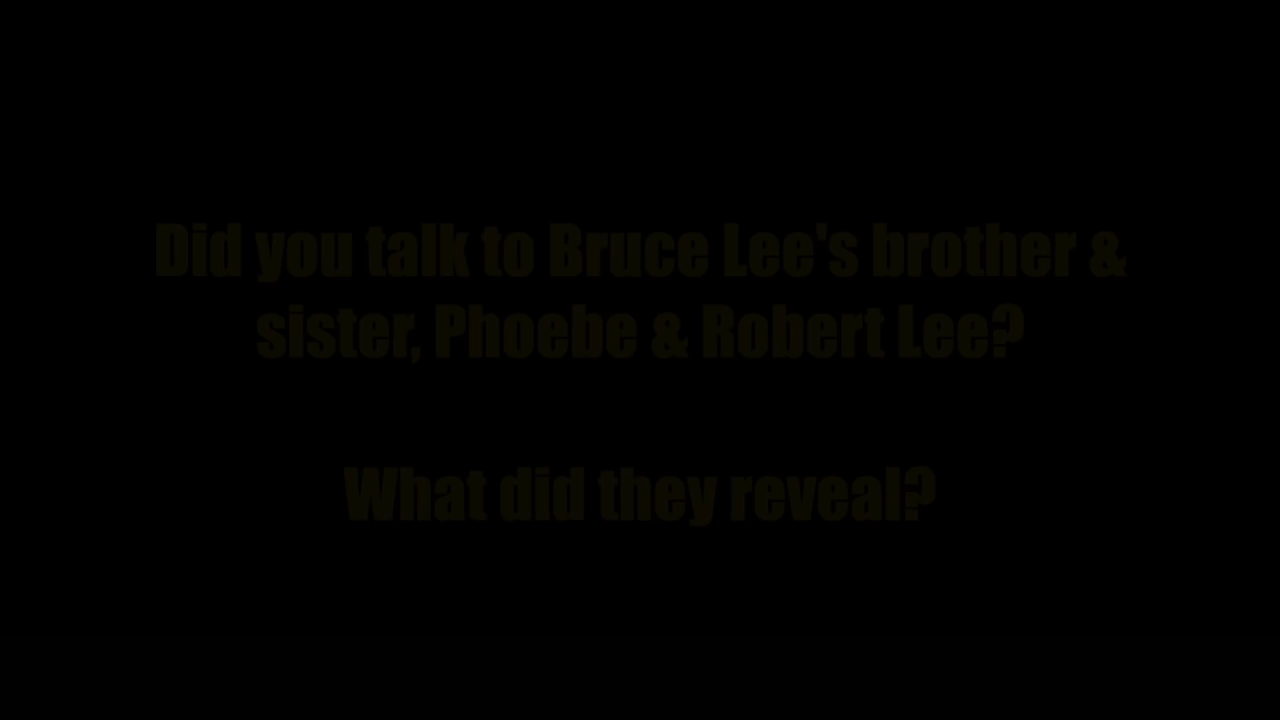 Did you talk to Bruce Lee's brother &
sister, Phoebe & Robert Lee?
What did they reveal?